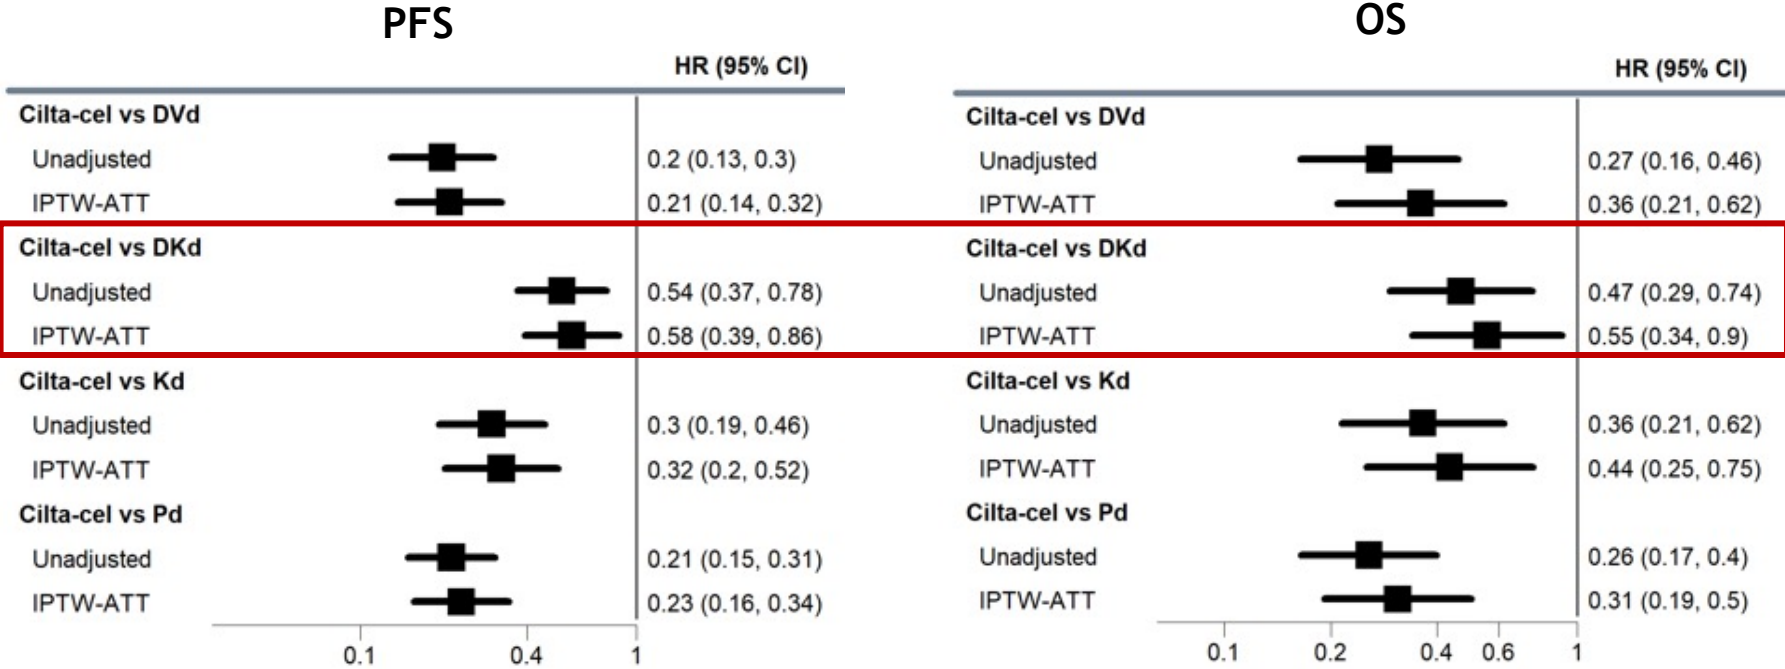 PFS
HR (95% CI)
Cilta-cel vs DVd
Unadjusted 0.2 (0.13, 0.3)
IPTW-ATT 0.21 (0.14, 0.32)
Cilta-cel vs DKd
Unadjusted 0.54 (0.37, 0.78)
IPTW-ATT 0.58 (0.39, 0.86)
Cilta-cel vs Kd
Unadjusted 0.3 (0.19, 0.46)
IPTW-ATT 0.32 (0.2, 0.52)
Cilta-cel vs Pd
Unadjusted 0.21 (0.15, 0.31)
IPTW-ATT 0.23 (0.16, 0.34)
0.1 0.4 1
OS
HR (95% CI)
Cilta-cel vs DVd
Unadjusted 0.27 (0.16, 0.46)
IPTW-ATT 0.36 (0.21, 0.62)
Cilta-cel vs DKd
Unadjusted 0.47 (0.29, 0.74)
IPTW-ATT 0.55 (0.34, 0.9)
Cilta-cel vs Kd
Unadjusted 0.36 (0.21, 0.62)
IPTW-ATT 0.44 (0.25, 0.75)
Cilta-cel vs Pd
Unadjusted 0.26 (0.17, 0.4)
IPTW-ATT 0.31 (0.19, 0.5)
0.1 0.2 0.4 0.6 1